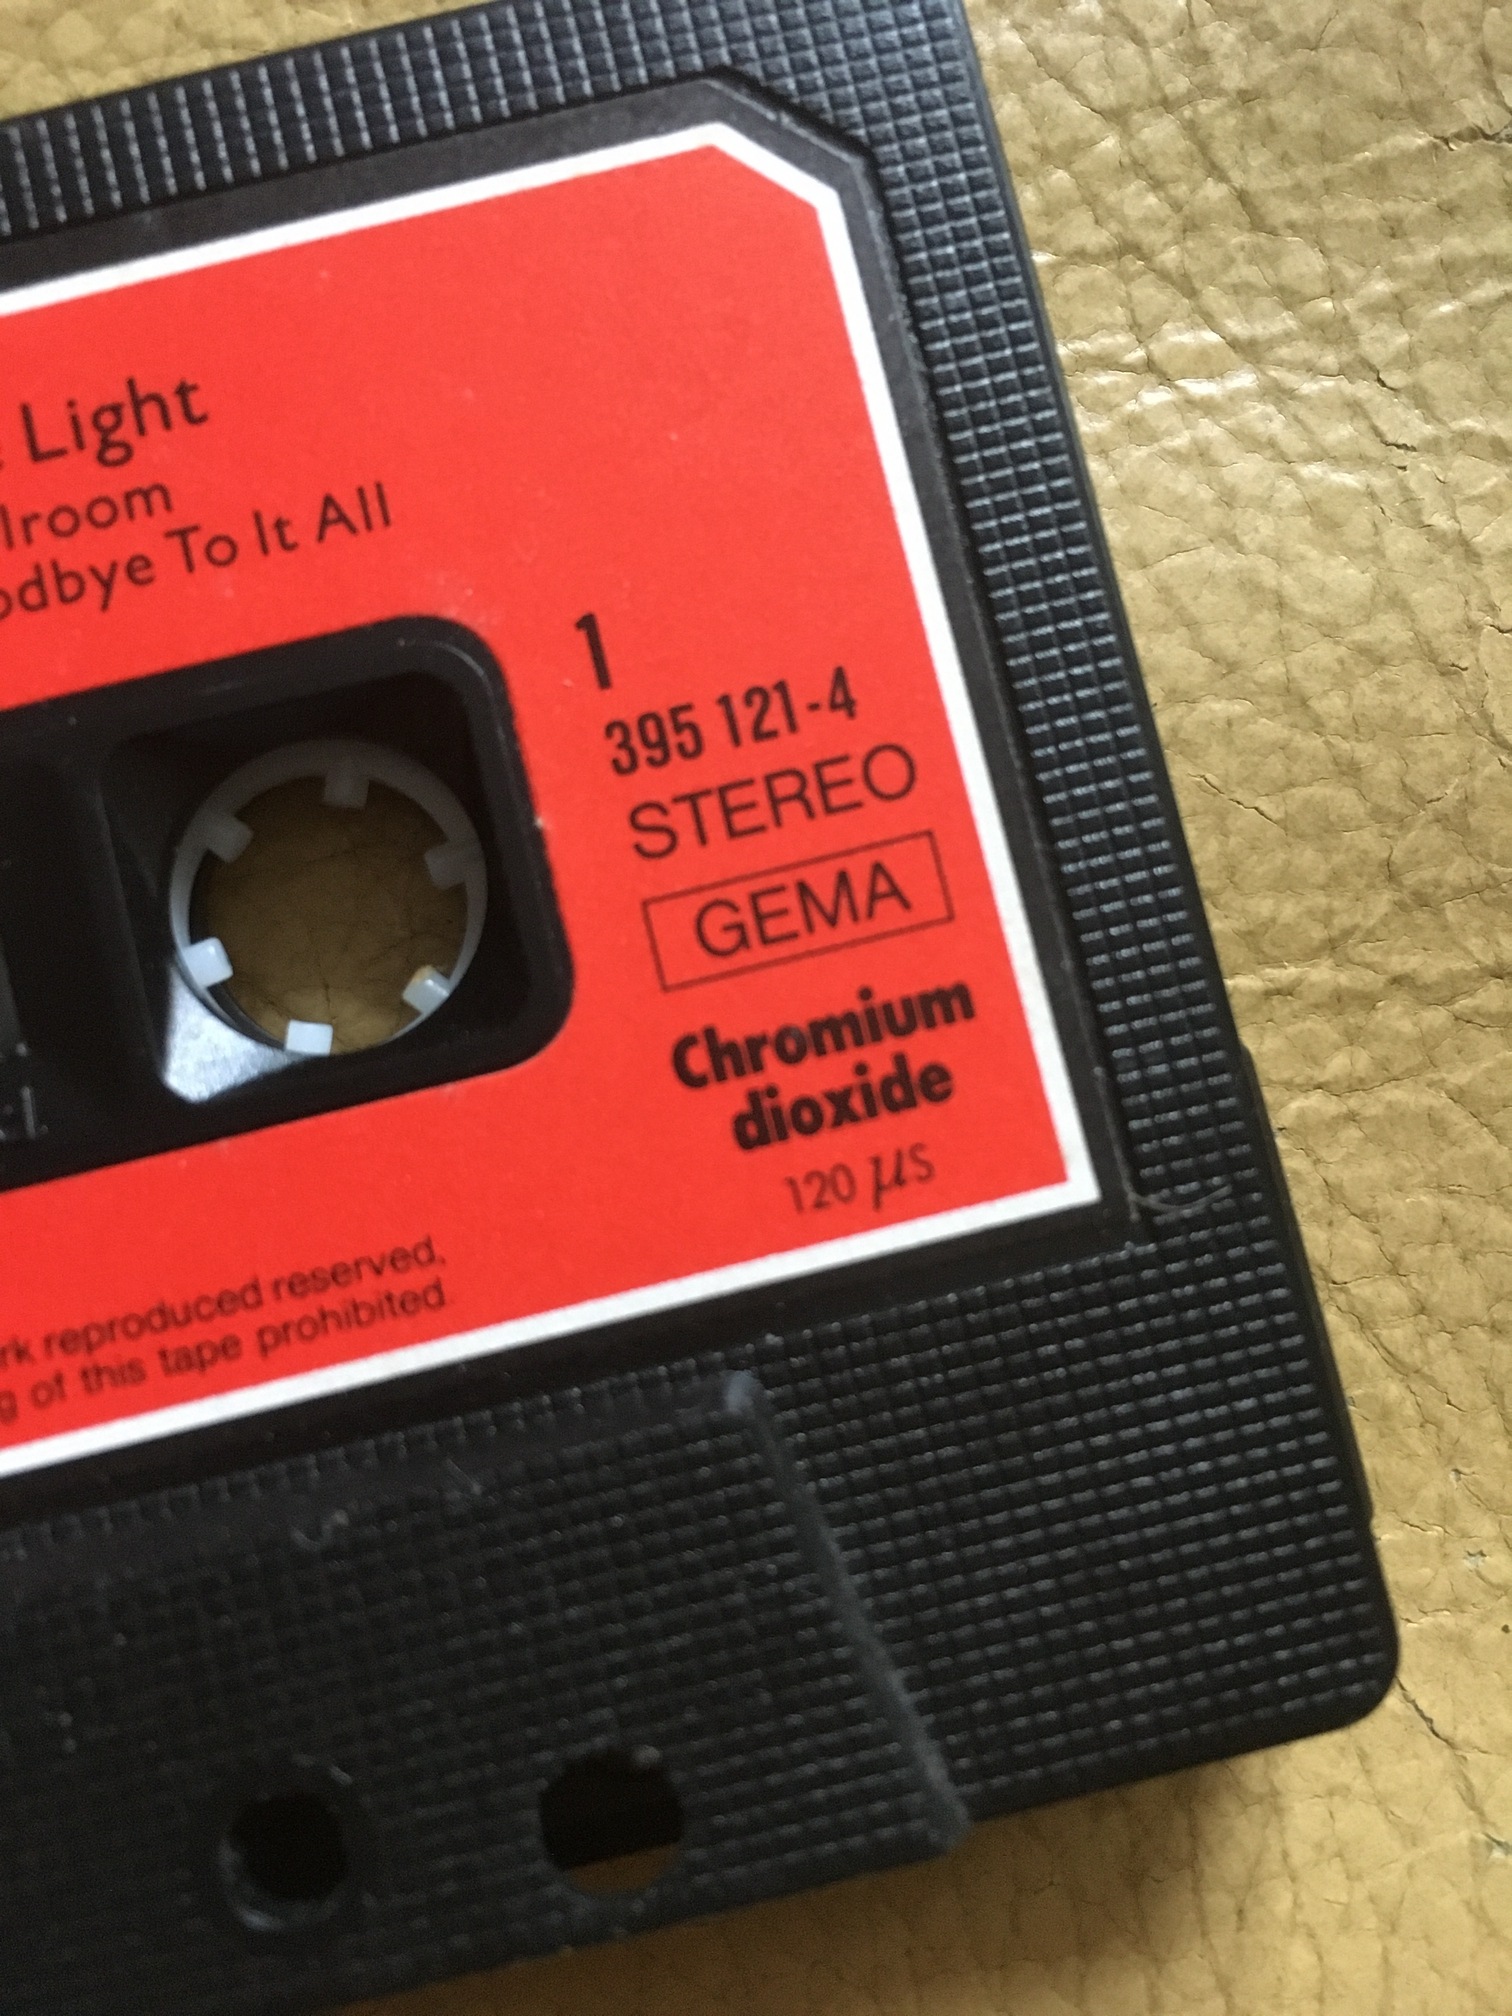 Light
lroom
odbye To It All
1
395 121-4
STEREO
GEMA
Chromium
dioxide
120 µs
rk reproduced reserved,
g of this tape prohibited.